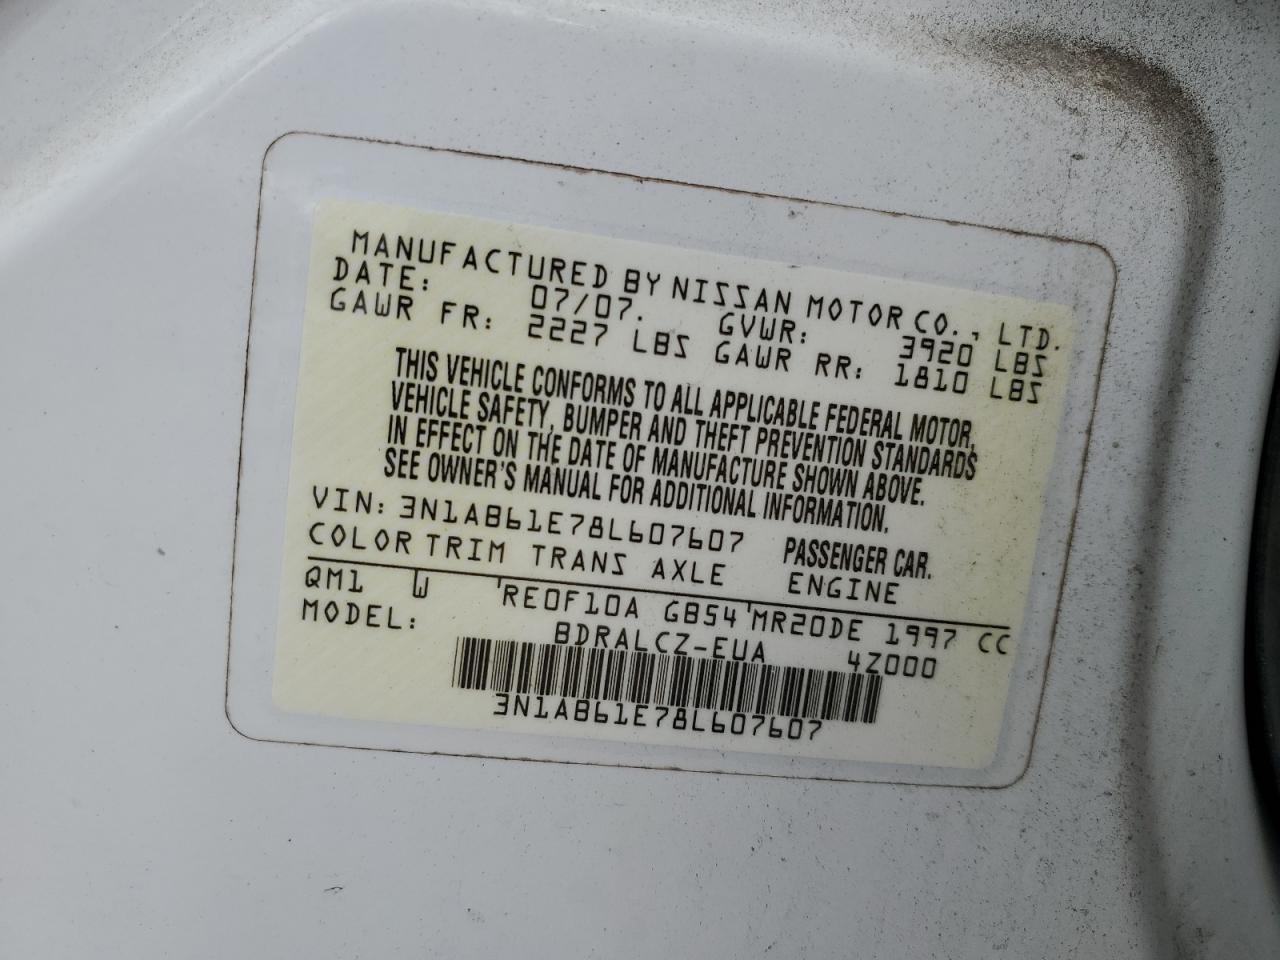 MANUFACTURED BY NISSAN MOTOR CO., LTD.
DATE: 07/07. GVWR: 3920 LBS
GAWR FR: 2227 LBS GAWR RR: 1810 LBS
THIS VEHICLE CONFORMS TO ALL APPLICABLE FEDERAL MOTOR
VEHICLE SAFETY, BUMPER AND THEFT PREVENTION STANDARDS
IN EFFECT ON THE DATE OF MANUFACTURE SHOWN ABOVE.
SEE OWNER'S MANUAL FOR ADDITIONAL INFORMATION.
VIN: 3N1AB61E78L607607 PASSENGER CAR.
COLOR TRIM TRANS AXLE ENGINE
QM1 W RE0F10A GB54 MR20DE 1997 CC
MODEL: BDRALCZ-EUA 4Z000
3N1AB61E78L607607